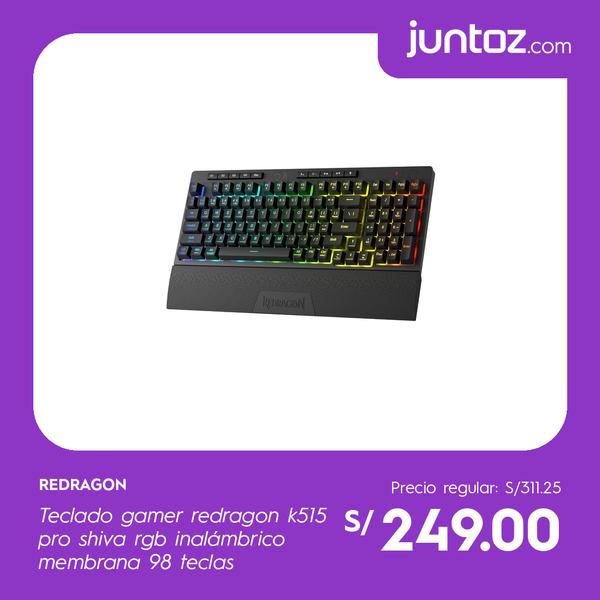 juntoz.com
REDRAGON
REDRAGON
Precio regular: S/311.25
Teclado gamer redragon k515
pro shiva rgb inalámbrico
membrana 98 teclas
S/249.00